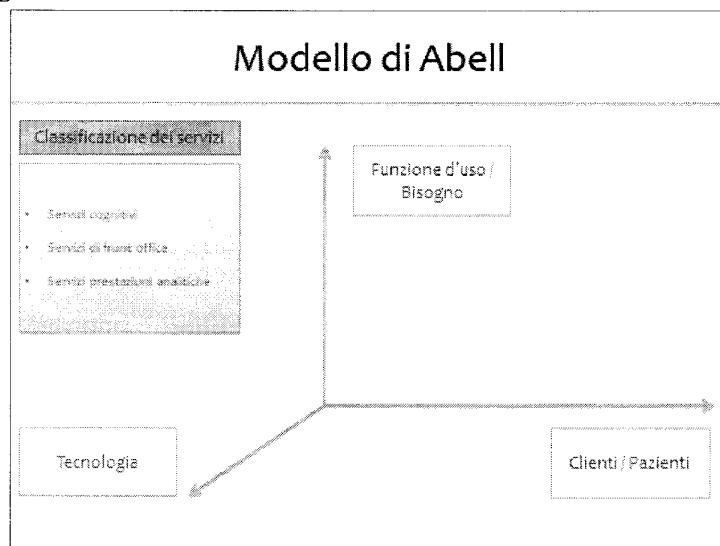 Modello di Abell
Classificazione dei servizi
• Servizi cognitivi
• Servizi di front office
• Servizi prestazioni analitiche
Funzione d'uso /
Bisogno
Tecnologia
Clienti / Pazienti